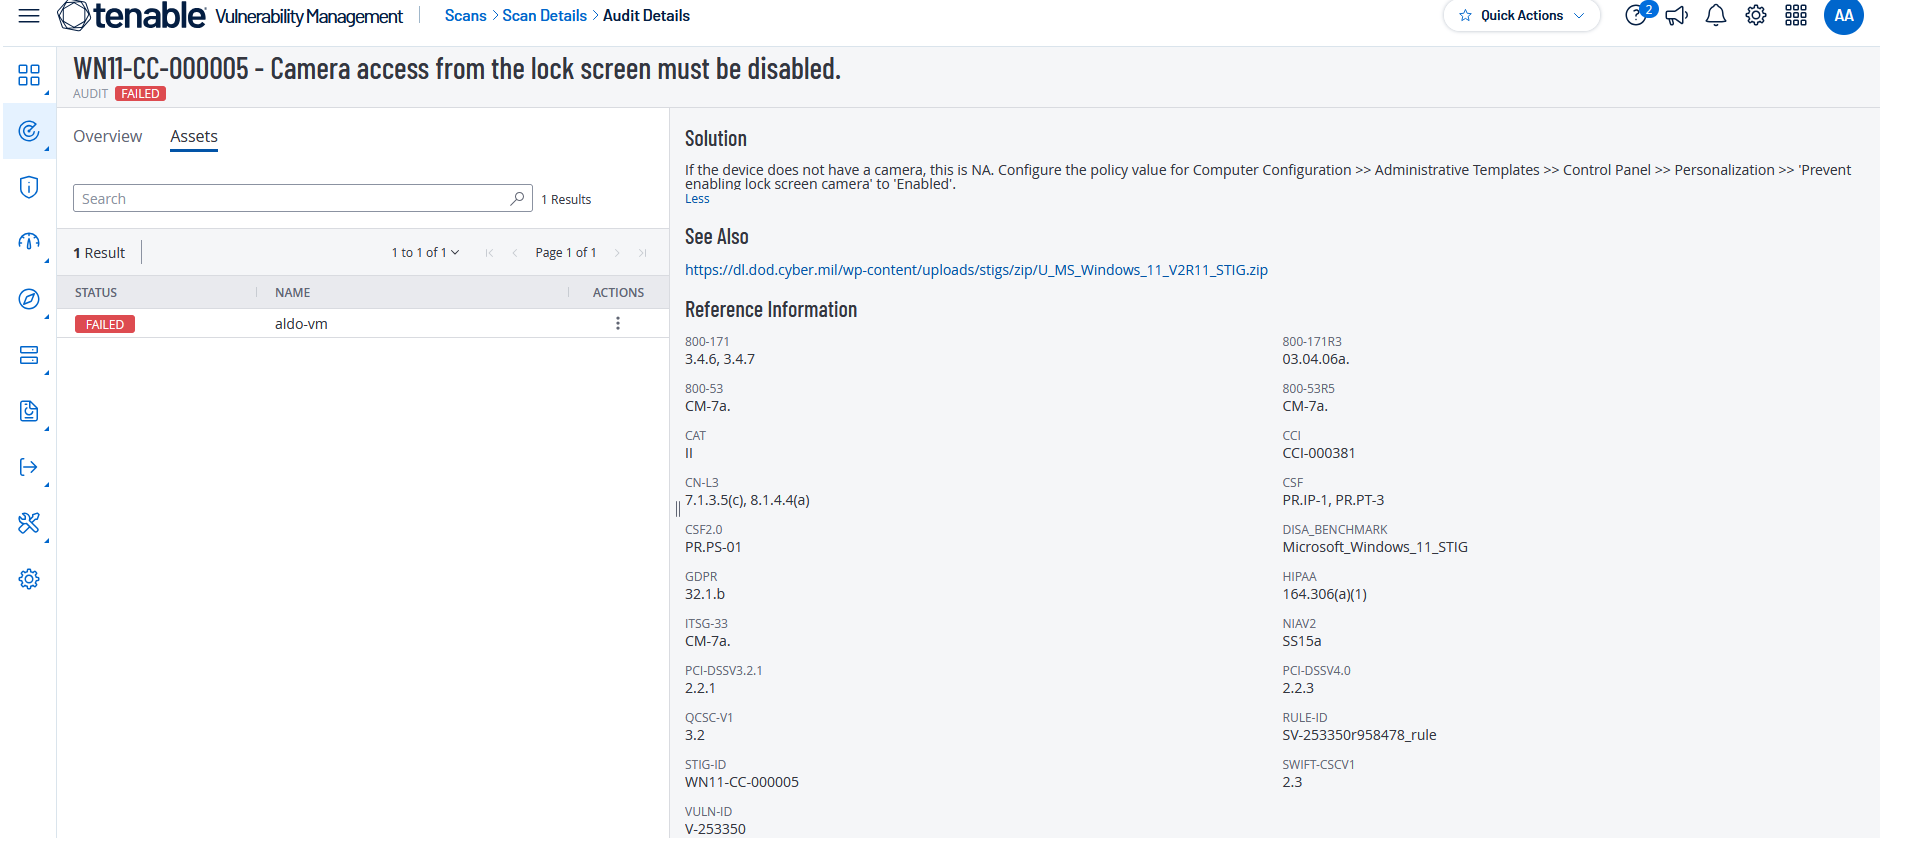 tenable Vulnerability Management
Scans > Scan Details > Audit Details
Quick Actions
2
AA
WN11-CC-000005 - Camera access from the lock screen must be disabled.
AUDIT FAILED
Overview Assets
Search
1 Results
1 Result
1 to 1 of 1
Page 1 of 1
STATUS NAME ACTIONS
FAILED aldo-vm
Solution
If the device does not have a camera, this is NA. Configure the policy value for Computer Configuration >> Administrative Templates >> Control Panel >> Personalization >> 'Prevent
enabling lock screen camera' to 'Enabled'.
Less
See Also
https://dl.dod.cyber.mil/wp-content/uploads/stigs/zip/U_MS_Windows_11_V2R11_STIG.zip
Reference Information
800-171
3.4.6, 3.4.7
800-171R3
03.04.06a.
800-53
CM-7a.
800-53R5
CM-7a.
CAT
II
CCI
CCI-000381
CN-L3
7.1.3.5(c), 8.1.4.4(a)
CSF
PR.IP-1, PR.PT-3
CSF2.0
PR.PS-01
DISA_BENCHMARK
Microsoft_Windows_11_STIG
GDPR
32.1.b
HIPAA
164.306(a)(1)
ITSG-33
CM-7a.
NIAV2
SS15a
PCI-DSSV3.2.1
2.2.1
PCI-DSSV4.0
2.2.3
QCSC-V1
3.2
RULE-ID
SV-253350r958478_rule
STIG-ID
WN11-CC-000005
SWIFT-CSCV1
2.3
VULN-ID
V-253350